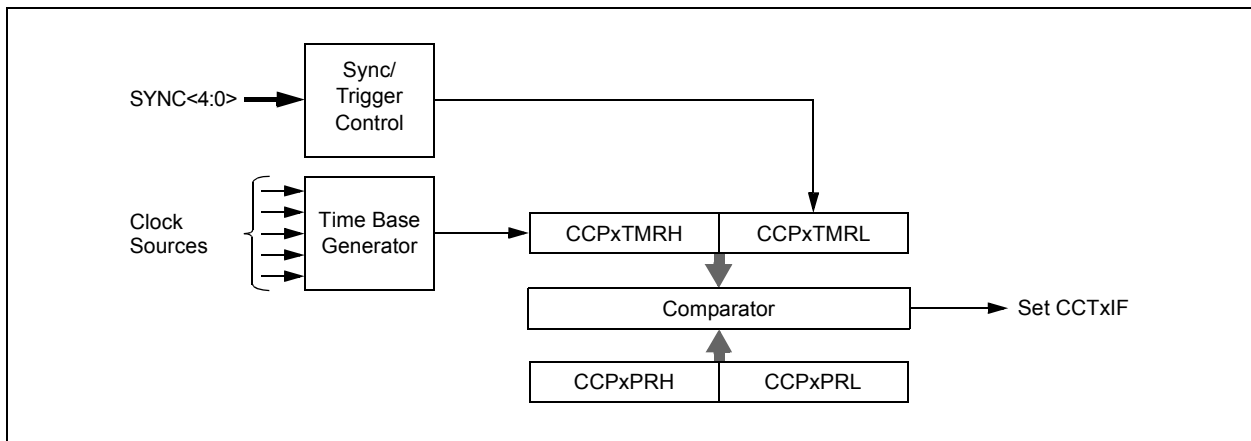 Sync/
Trigger
Control
SYNC<4:0>
Clock
Sources
Time Base
Generator
CCPxTMRH
CCPxTMRL
Comparator
Set CCTxIF
CCPxPRH
CCPxPRL